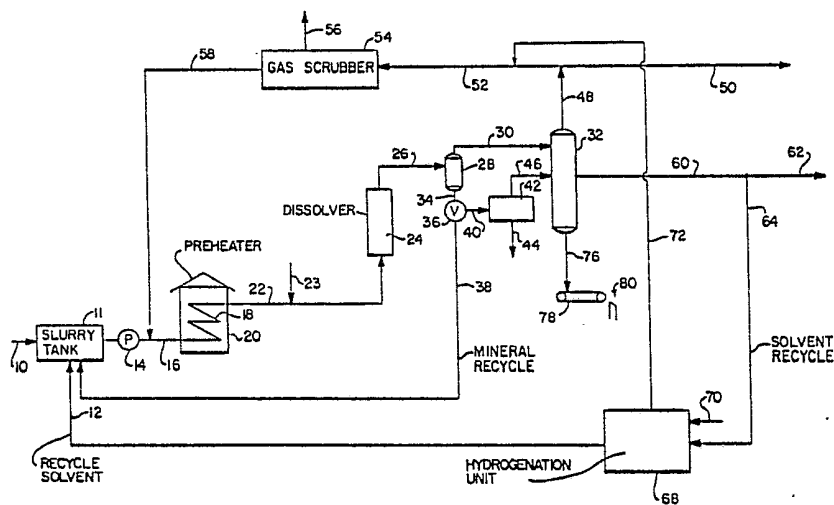 56
54
58
GAS SCRUBBER
52
50
48
30
32
26
28
46
42
60
62
34
DISSOLVER
V
36
40
24
44
64
72
PREHEATER
76
80
23
22
38
78
18
11
SLURRY
TANK
20
P
10
14
16
MINERAL
RECYCLE
SOLVENT
RECYCLE
70
12
RECYCLE
SOLVENT
HYDROGENATION
UNIT
68